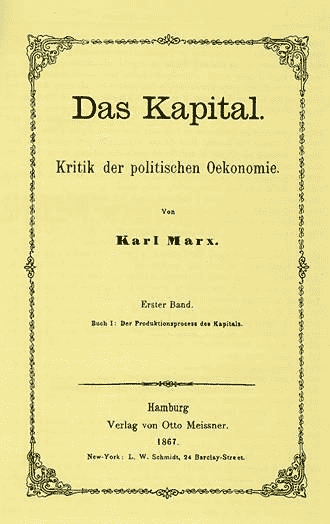 Das Kapital.
Kritik der politischen Oekonomie.
Von
Karl Marx.
Erster Band.
Buch I: Der Produktionsprocess des Kapitals.
Hamburg
Verlag von Otto Meissner.
1867.
New-York: L. W. Schmidt, 24 Barclay-Street.